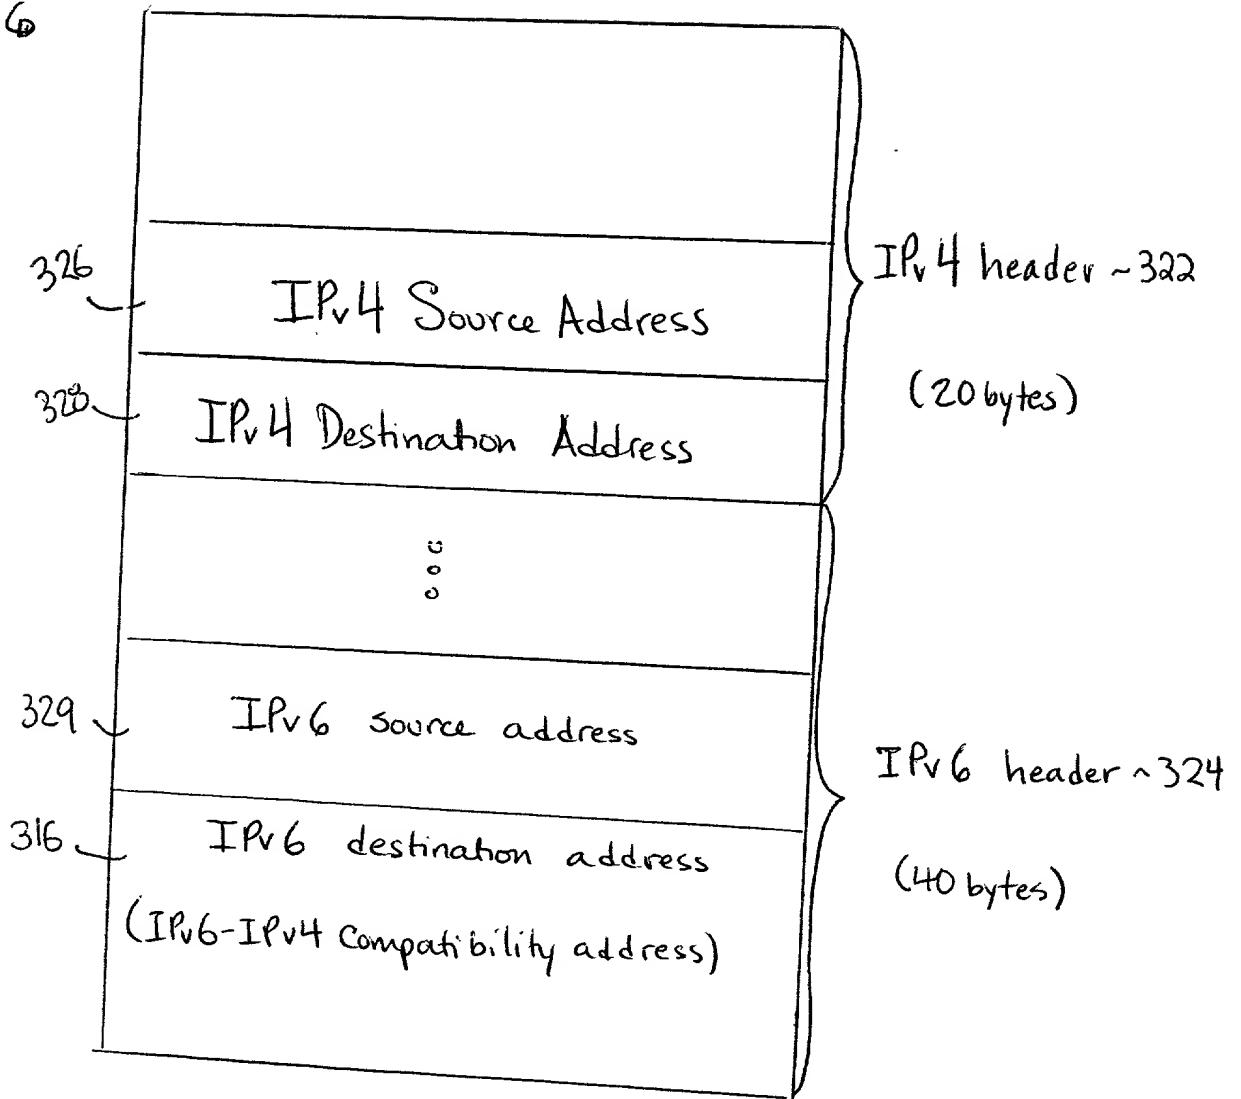 6
326
IPv4 Source Address
IPv4 header ~322
(20 bytes)
328
IPv4 Destination Address
329
IPv6 source address
IPv6 header ~324
316
IPv6 destination address
(40 bytes)
(IPv6-IPv4 Compatibility address)